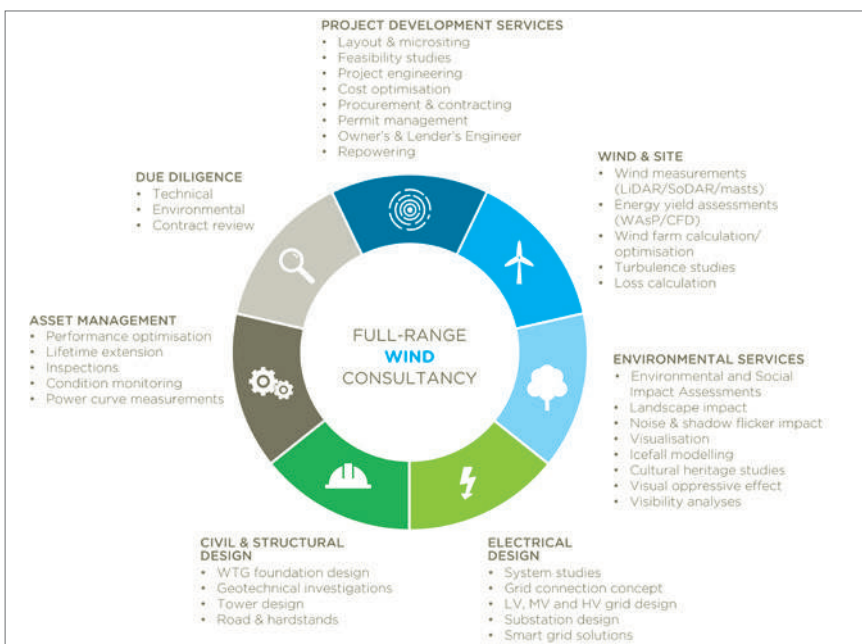 PROJECT DEVELOPMENT SERVICES
• Layout & micrositing
• Feasibility studies
• Project engineering
• Cost optimisation
• Procurement & contracting
• Permit management
• Owner's & Lender's Engineer
• Repowering
WIND & SITE
• Wind measurements
(LiDAR/SoDAR/masts)
• Energy yield assessments
(WAsP/CFD)
• Wind farm calculation/
optimisation
• Turbulence studies
• Loss calculation
ENVIRONMENTAL SERVICES
• Environmental and Social
Impact Assessments
• Landscape impact
• Noise & shadow flicker impact
• Visualisation
• Icefall modelling
• Cultural heritage studies
• Visual oppressive effect
• Visibility analyses
ELECTRICAL
DESIGN
• System studies
• Grid connection concept
• LV, MV and HV grid design
• Substation design
• Smart grid solutions
CIVIL & STRUCTURAL
DESIGN
• WTG foundation design
• Geotechnical investigations
• Tower design
• Road & hardstands
ASSET MANAGEMENT
• Performance optimisation
• Lifetime extension
• Inspections
• Condition monitoring
• Power curve measurements
DUE DILIGENCE
• Technical
• Environmental
• Contract review
FULL-RANGE
WIND
CONSULTANCY